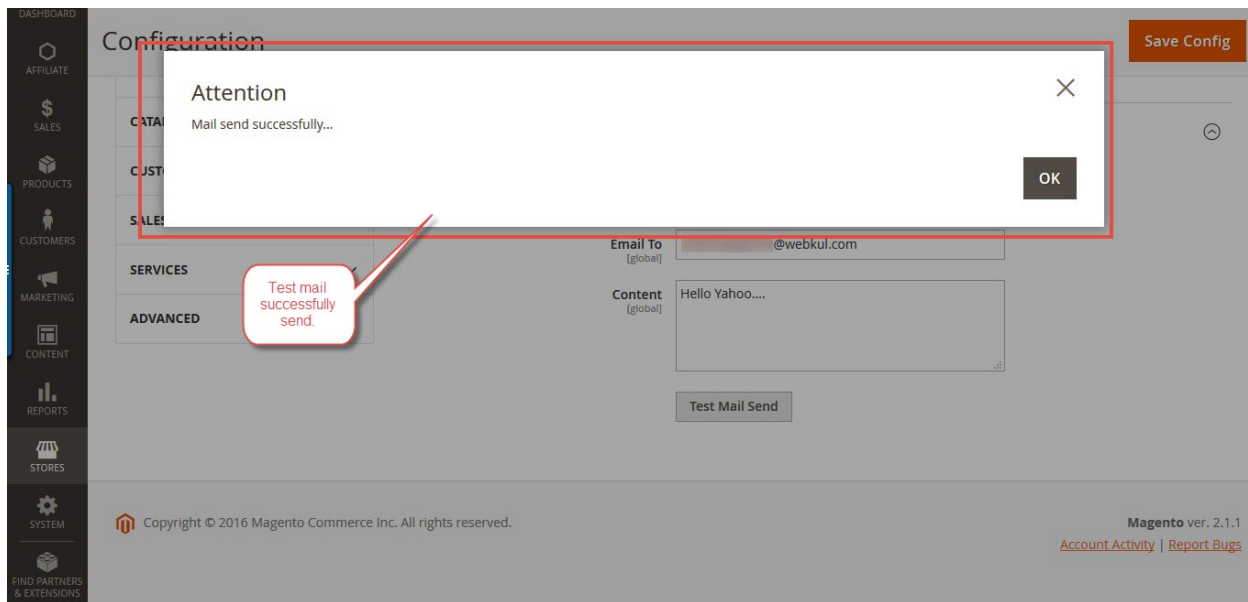 DASHBOARD
AFFILIATE
SALES
PRODUCTS
CUSTOMERS
MARKETING
CONTENT
REPORTS
STORES
SYSTEM
FIND PARTNERS
& EXTENSIONS
Configuration
Save Config
Attention
Mail send successfully...
OK
SALES
SERVICES
ADVANCED
Test mail
successfully
send.
Email To
[global]
@webkul.com
Content
[global]
Hello Yahoo....
Test Mail Send
Copyright © 2016 Magento Commerce Inc. All rights reserved.
Magento ver. 2.1.1
Account Activity | Report Bugs